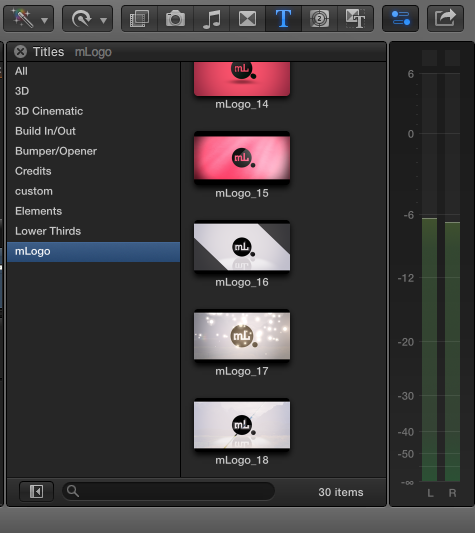 T
2
T
Titles mLogo
All
3D
3D Cinematic
Build In/Out
Bumper/Opener
Credits
custom
Elements
Lower Thirds
mLogo
mL
mLogo_14
mL
mLogo_15
mL
mLogo_16
mL
mLogo_17
mL
mLogo_18
30 items
6
0
-6
-12
-20
-30
-40
-50
-∞
L R